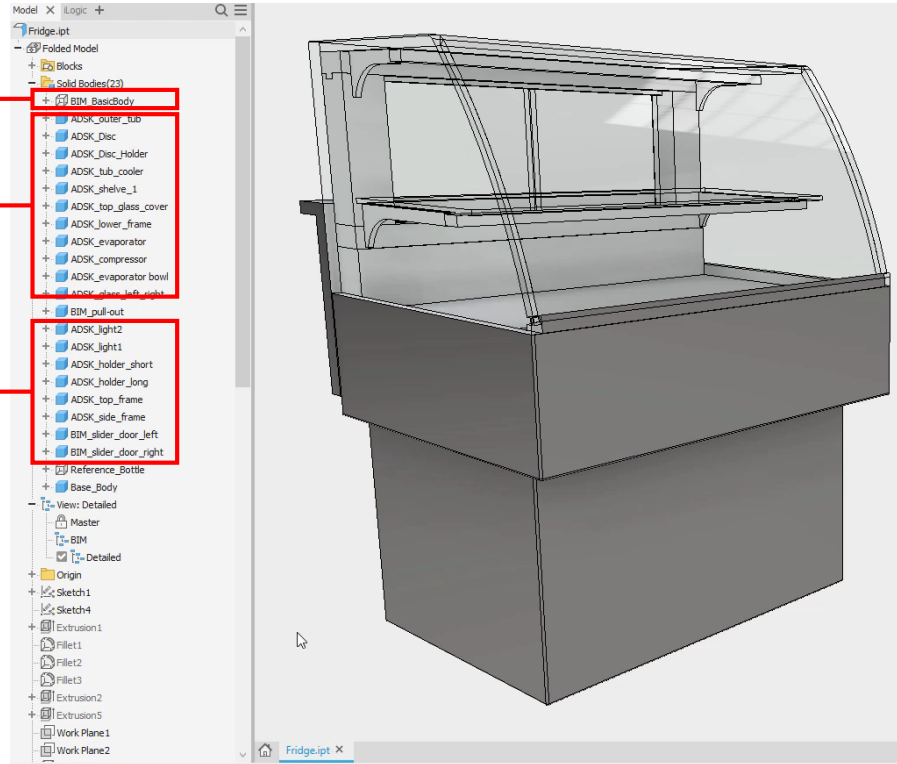 Model × iLogic +
Fridge.ipt
Folded Model
Blocks
Solid Bodies(23)
BIM_BasicBody
ADSK_outer_tub
ADSK_Disc
ADSK_Disc_Holder
ADSK_tub_cooler
ADSK_shelve_1
ADSK_top_glass_cover
ADSK_lower_frame
ADSK_evaporator
ADSK_compressor
ADSK_evaporator bowl
ADSK_glass_left_right
BIM_pull-out
ADSK_light2
ADSK_light1
ADSK_holder_short
ADSK_holder_long
ADSK_top_frame
ADSK_side_frame
BIM_slider_door_left
BIM_slider_door_right
Reference_Bottle
Base_Body
View: Detailed
Master
BIM
Detailed
Origin
Sketch1
Sketch4
Extrusion1
Fillet1
Fillet2
Fillet3
Extrusion2
Extrusion5
Work Plane1
Work Plane2
Fridge.ipt ×